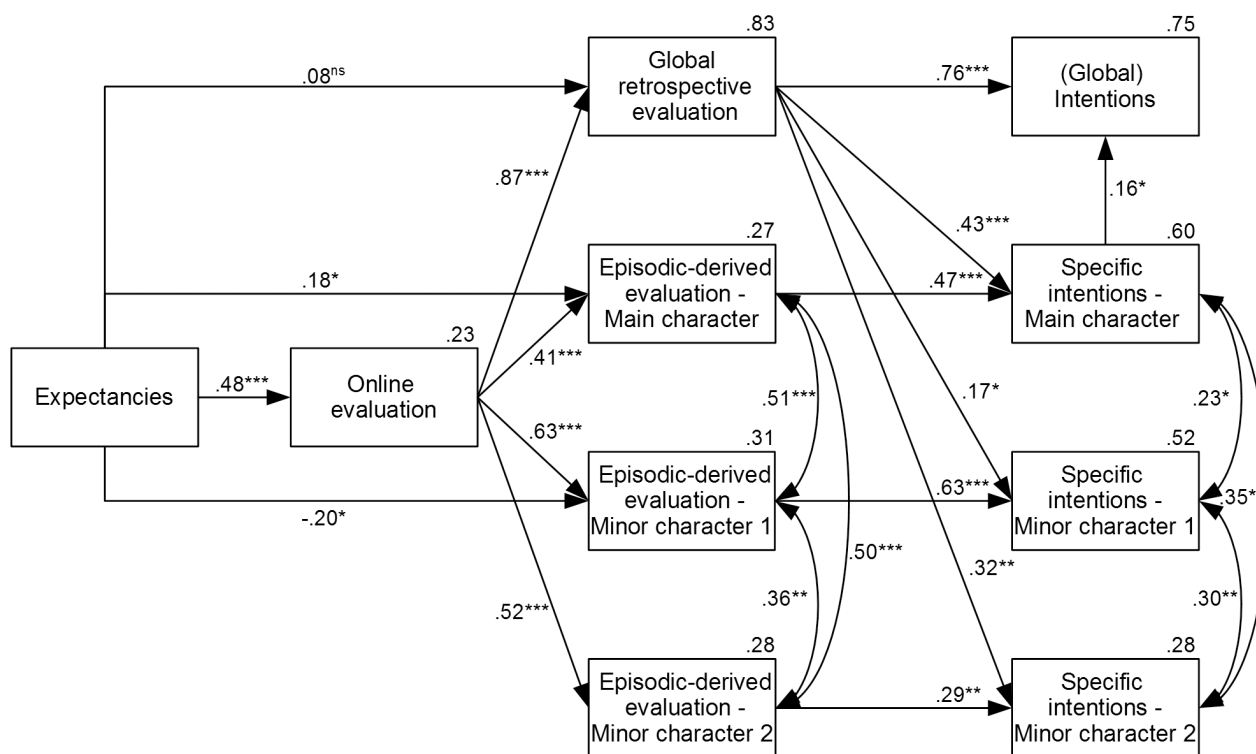 .83
.75
Global
retrospective
evaluation
(Global)
Intentions
.08ns
.76***
.87***
.16*
.43***
.27
.60
Episodic-derived
evaluation -
Main character
Specific
intentions -
Main character
.18*
.47***
.23
.41***
Expectancies
.48***
Online
evaluation
.17*
.51***
.23*
.63***
.31
.52
Episodic-derived
evaluation -
Minor character 1
Specific
intentions -
Minor character 1
.63***
.35*
-.20*
.50***
.32**
.36**
.30**
.52***
.28
.28
Episodic-derived
evaluation -
Minor character 2
Specific
intentions -
Minor character 2
.29**